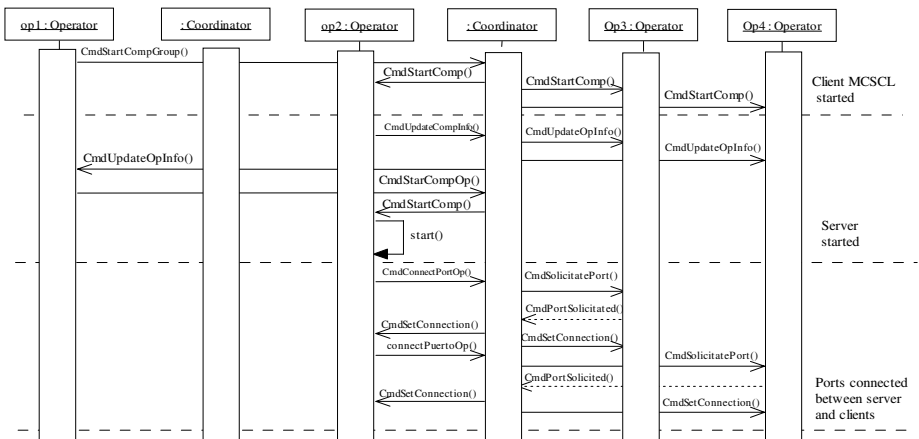 op1 : Operator
: Coordinator
op2 : Operator
: Coordinator
Op3 : Operator
Op4 : Operator
CmdStartCompGroup()
CmdStartComp()
CmdStartComp()
CmdStartComp()
Client MCSCL
started
CmdUpdateCompInfo()
CmdUpdateOpInfo()
CmdUpdateOpInfo()
CmdUpdateOpInfo()
CmdStarCompOp()
CmdStartComp()
start()
Server
started
CmdConnectPortOp()
CmdSolicitatePort()
CmdPortSolicitated()
CmdSetConnection()
CmdSetConnection()
connectPuertoOp()
CmdSolicitatePort()
CmdPortSolicited()
CmdSetConnection()
CmdSetConnection()
Ports connected
between server
and clients